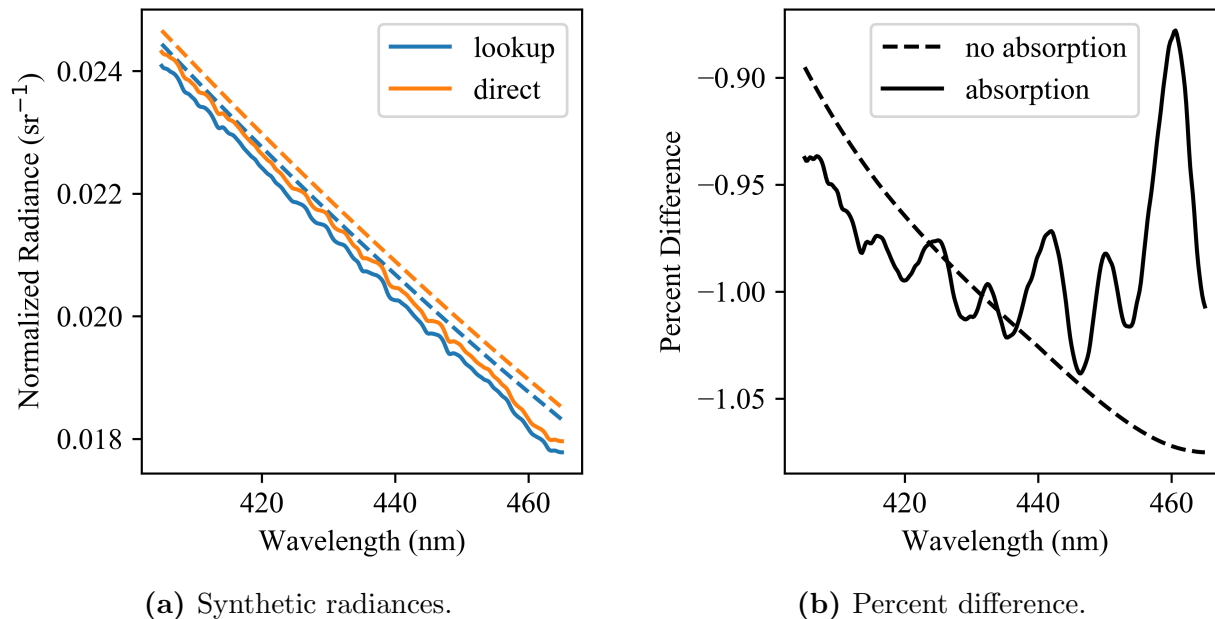 lookup
direct
0.024
0.022
0.020
0.018
Normalized Radiance (sr⁻¹)
420
440
460
Wavelength (nm)
(a) Synthetic radiances.
no absorption
absorption
−0.90
−0.95
−1.00
−1.05
Percent Difference
420
440
460
Wavelength (nm)
(b) Percent difference.